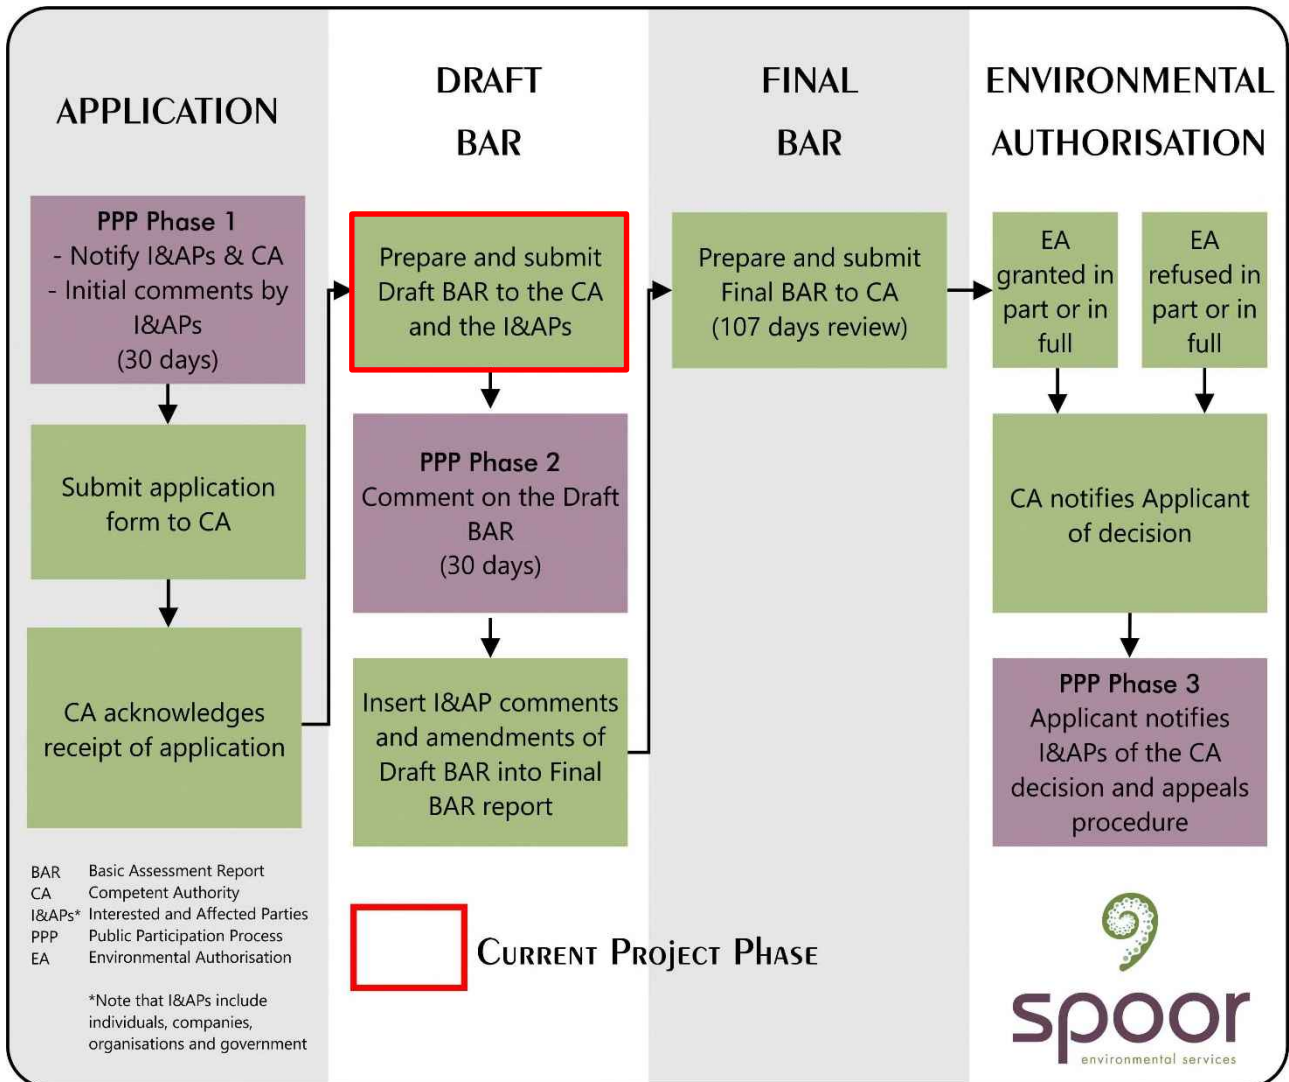 APPLICATION
PPP Phase 1
- Notify I&APs & CA
- Initial comments by
I&APs
(30 days)
Submit application
form to CA
CA acknowledges
receipt of application
DRAFT
BAR
Prepare and submit
Draft BAR to the CA
and the I&APs
PPP Phase 2
Comment on the Draft
BAR
(30 days)
Insert I&AP comments
and amendments of
Draft BAR into Final
BAR report
FINAL
BAR
Prepare and submit
Final BAR to CA
(107 days review)
ENVIRONMENTAL
AUTHORISATION
EA
granted in
part or in
full
EA
refused in
part or in
full
CA notifies Applicant
of decision
PPP Phase 3
Applicant notifies
I&APs of the CA
decision and appeals
procedure
BAR Basic Assessment Report
CA Competent Authority
I&APs* Interested and Affected Parties
PPP Public Participation Process
EA Environmental Authorisation
*Note that I&APs include
individuals, companies,
organisations and government
CURRENT PROJECT PHASE
spoor
environmental services